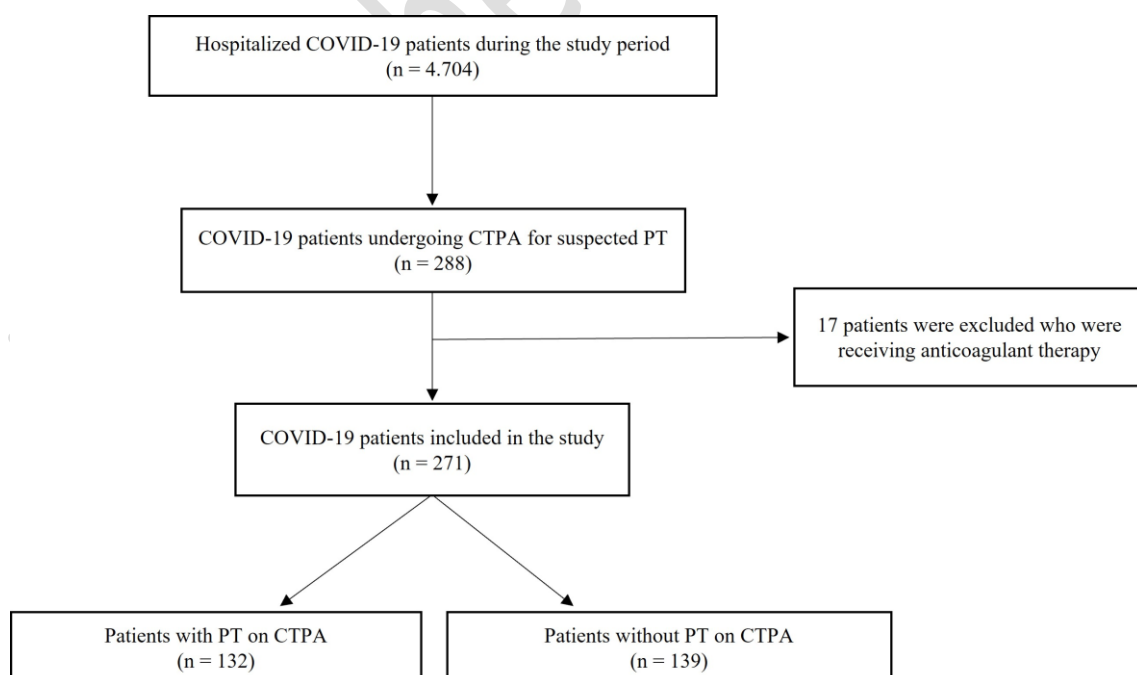 Hospitalized COVID-19 patients during the study period
(n = 4.704)
COVID-19 patients undergoing CTPA for suspected PT
(n = 288)
17 patients were excluded who were
receiving anticoagulant therapy
COVID-19 patients included in the study
(n = 271)
Patients with PT on CTPA
(n = 132)
Patients without PT on CTPA
(n = 139)